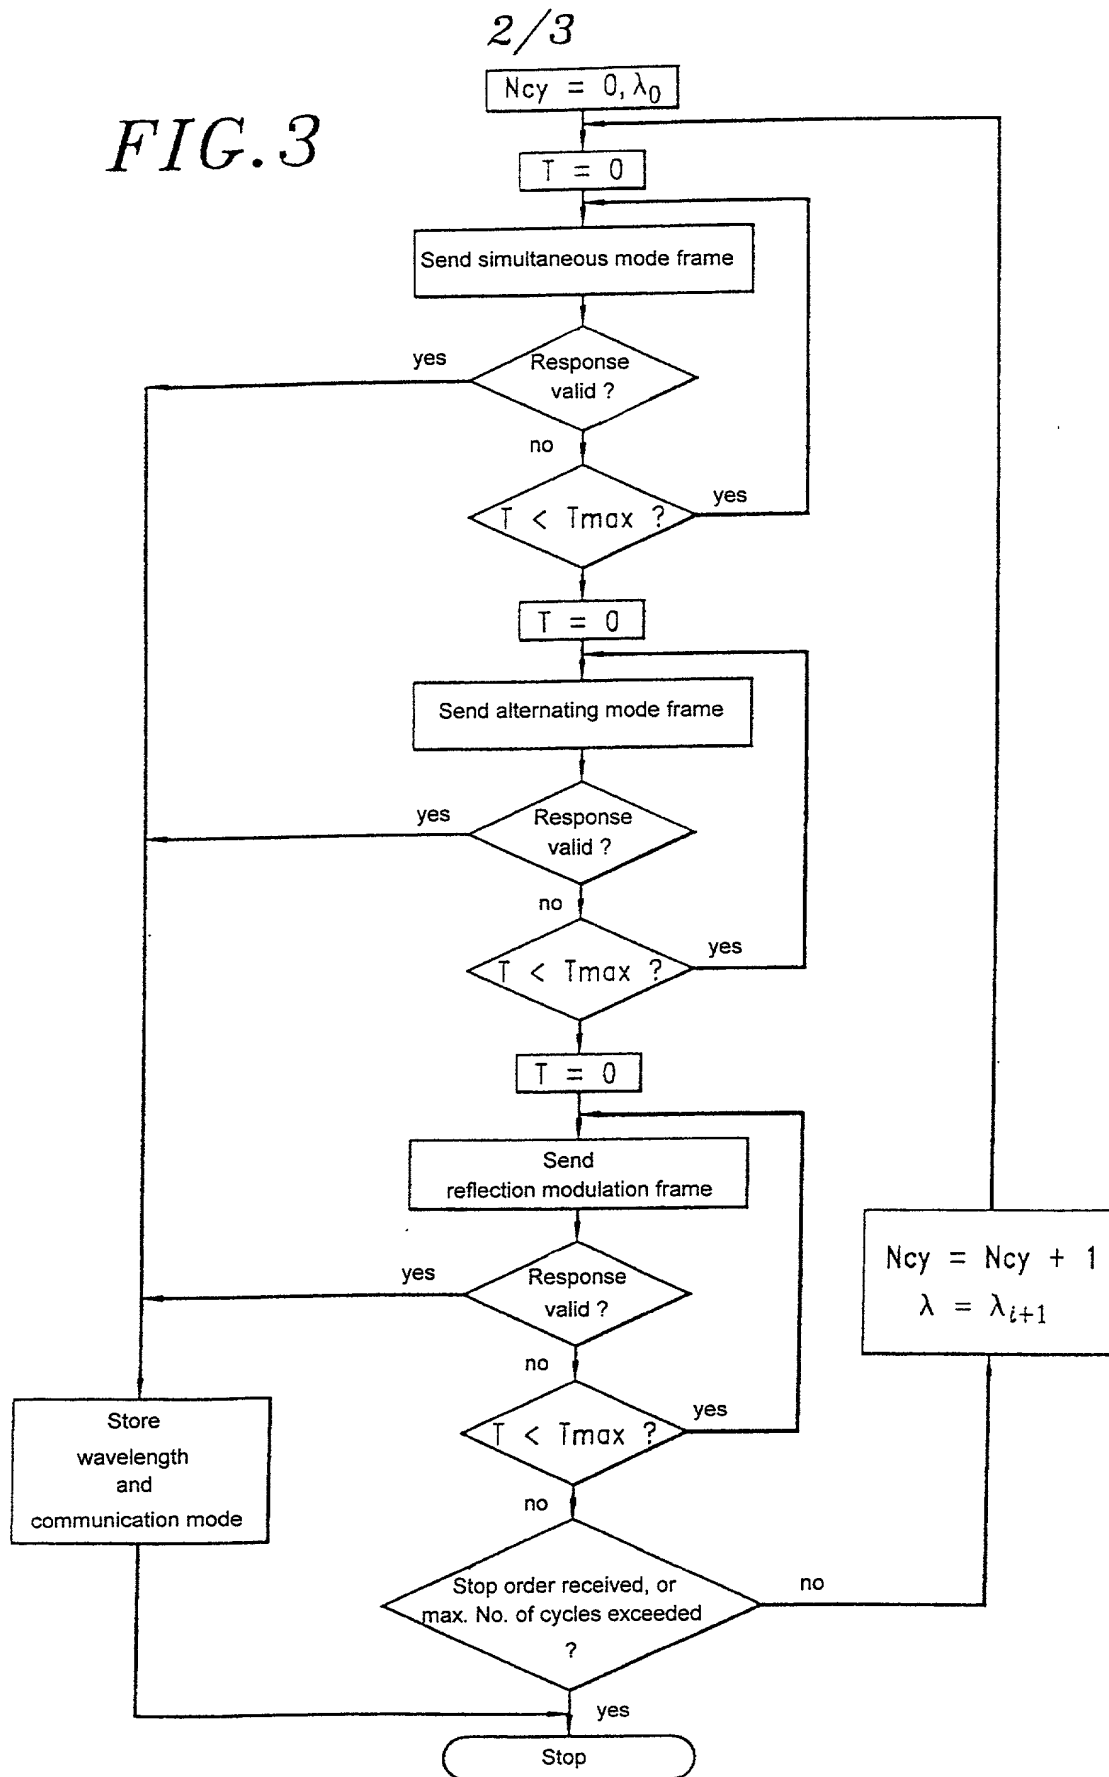 2/3
FIG.3
Ncy = 0, λ0
T = 0
Send simultaneous mode frame
yes
Response
valid ?
no
T < Tmax ?
yes
T = 0
Send alternating mode frame
yes
Response
valid ?
no
T < Tmax ?
yes
T = 0
Send
reflection modulation frame
yes
Response
valid ?
no
T < Tmax ?
yes
no
Ncy = Ncy + 1
λ = λi+1
Store
wavelength
and
communication mode
Stop order received, or
max. No. of cycles exceeded
?
no
yes
Stop